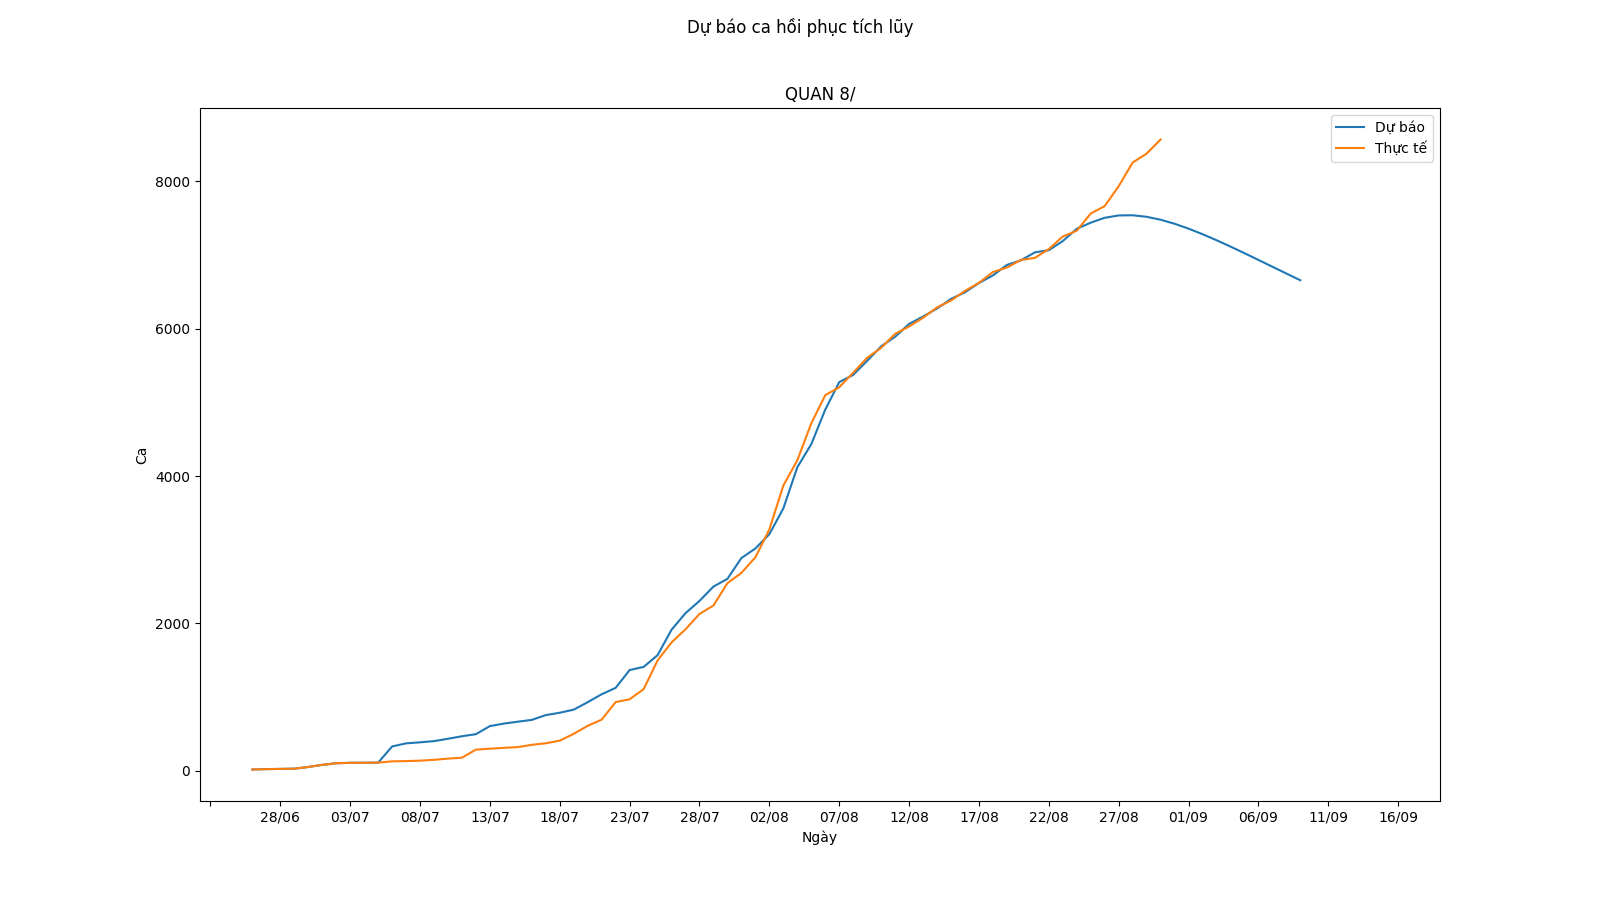 Dự báo ca hồi phục tích lũy
QUAN 8/
Dự báo
Thực tế
8000
6000
4000
2000
0
Ca
28/06 03/07 08/07 13/07 18/07 23/07 28/07 02/08 07/08 12/08 17/08 22/08 27/08 01/09 06/09 11/09 16/09
Ngày